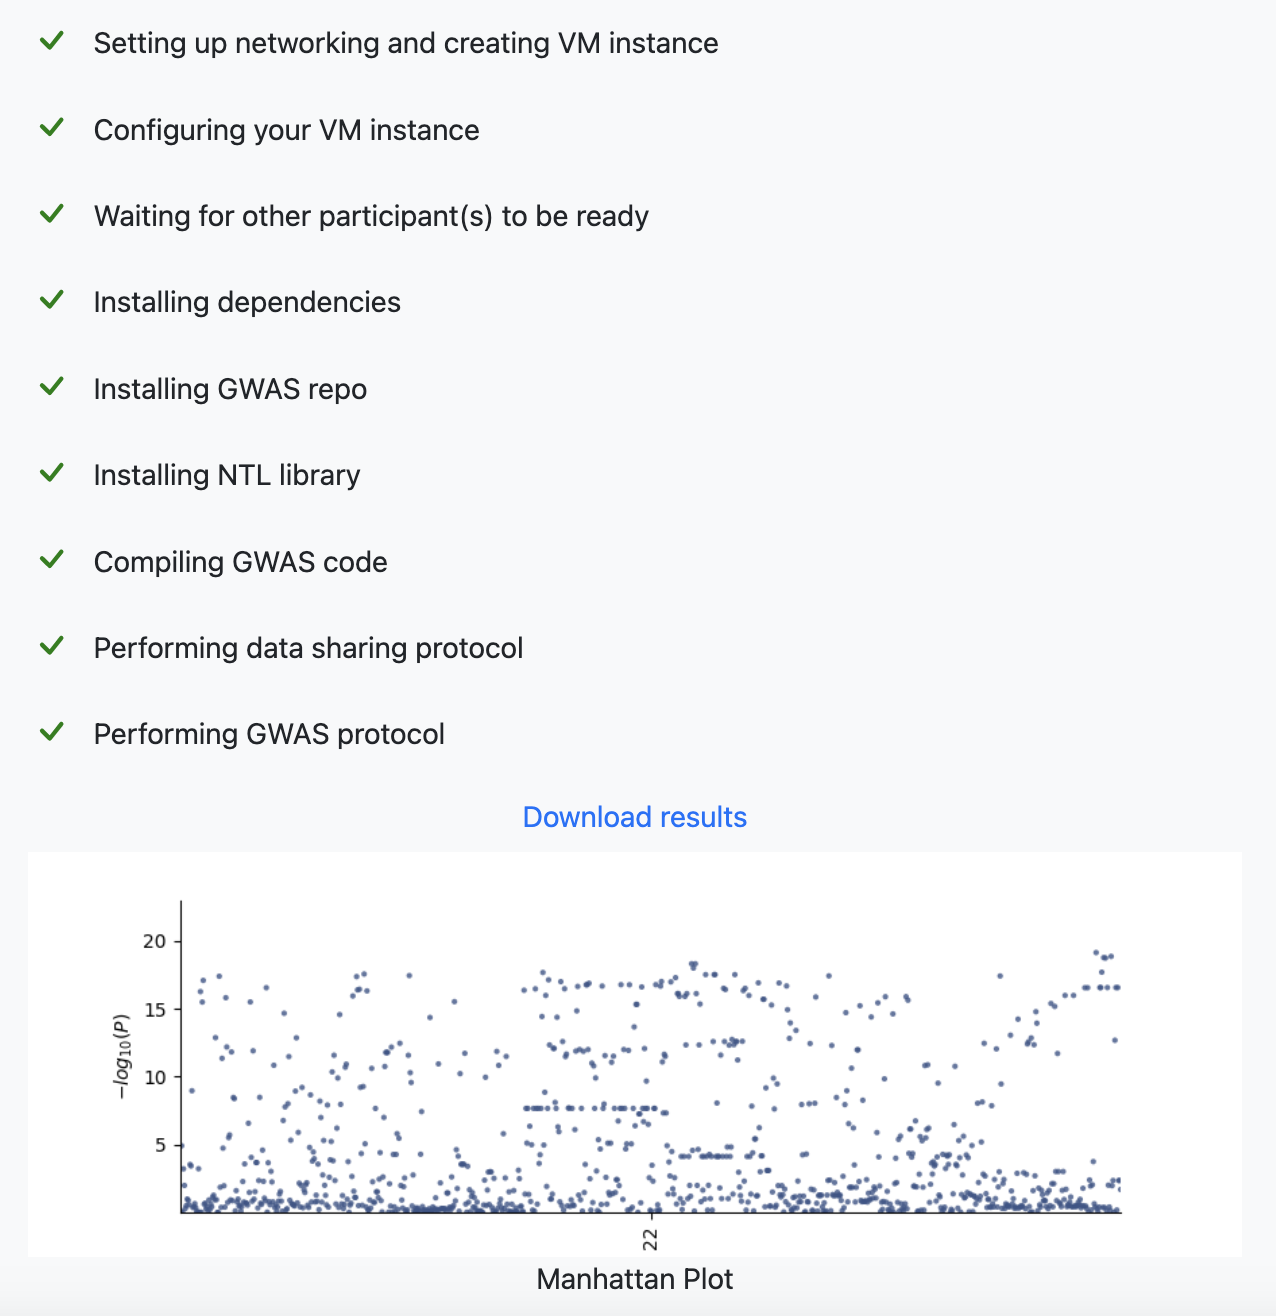 Setting up networking and creating VM instance
Configuring your VM instance
Waiting for other participant(s) to be ready
Installing dependencies
Installing GWAS repo
Installing NTL library
Compiling GWAS code
Performing data sharing protocol
Performing GWAS protocol
Download results
20
15
10
5
−log₁₀(P)
22
Manhattan Plot